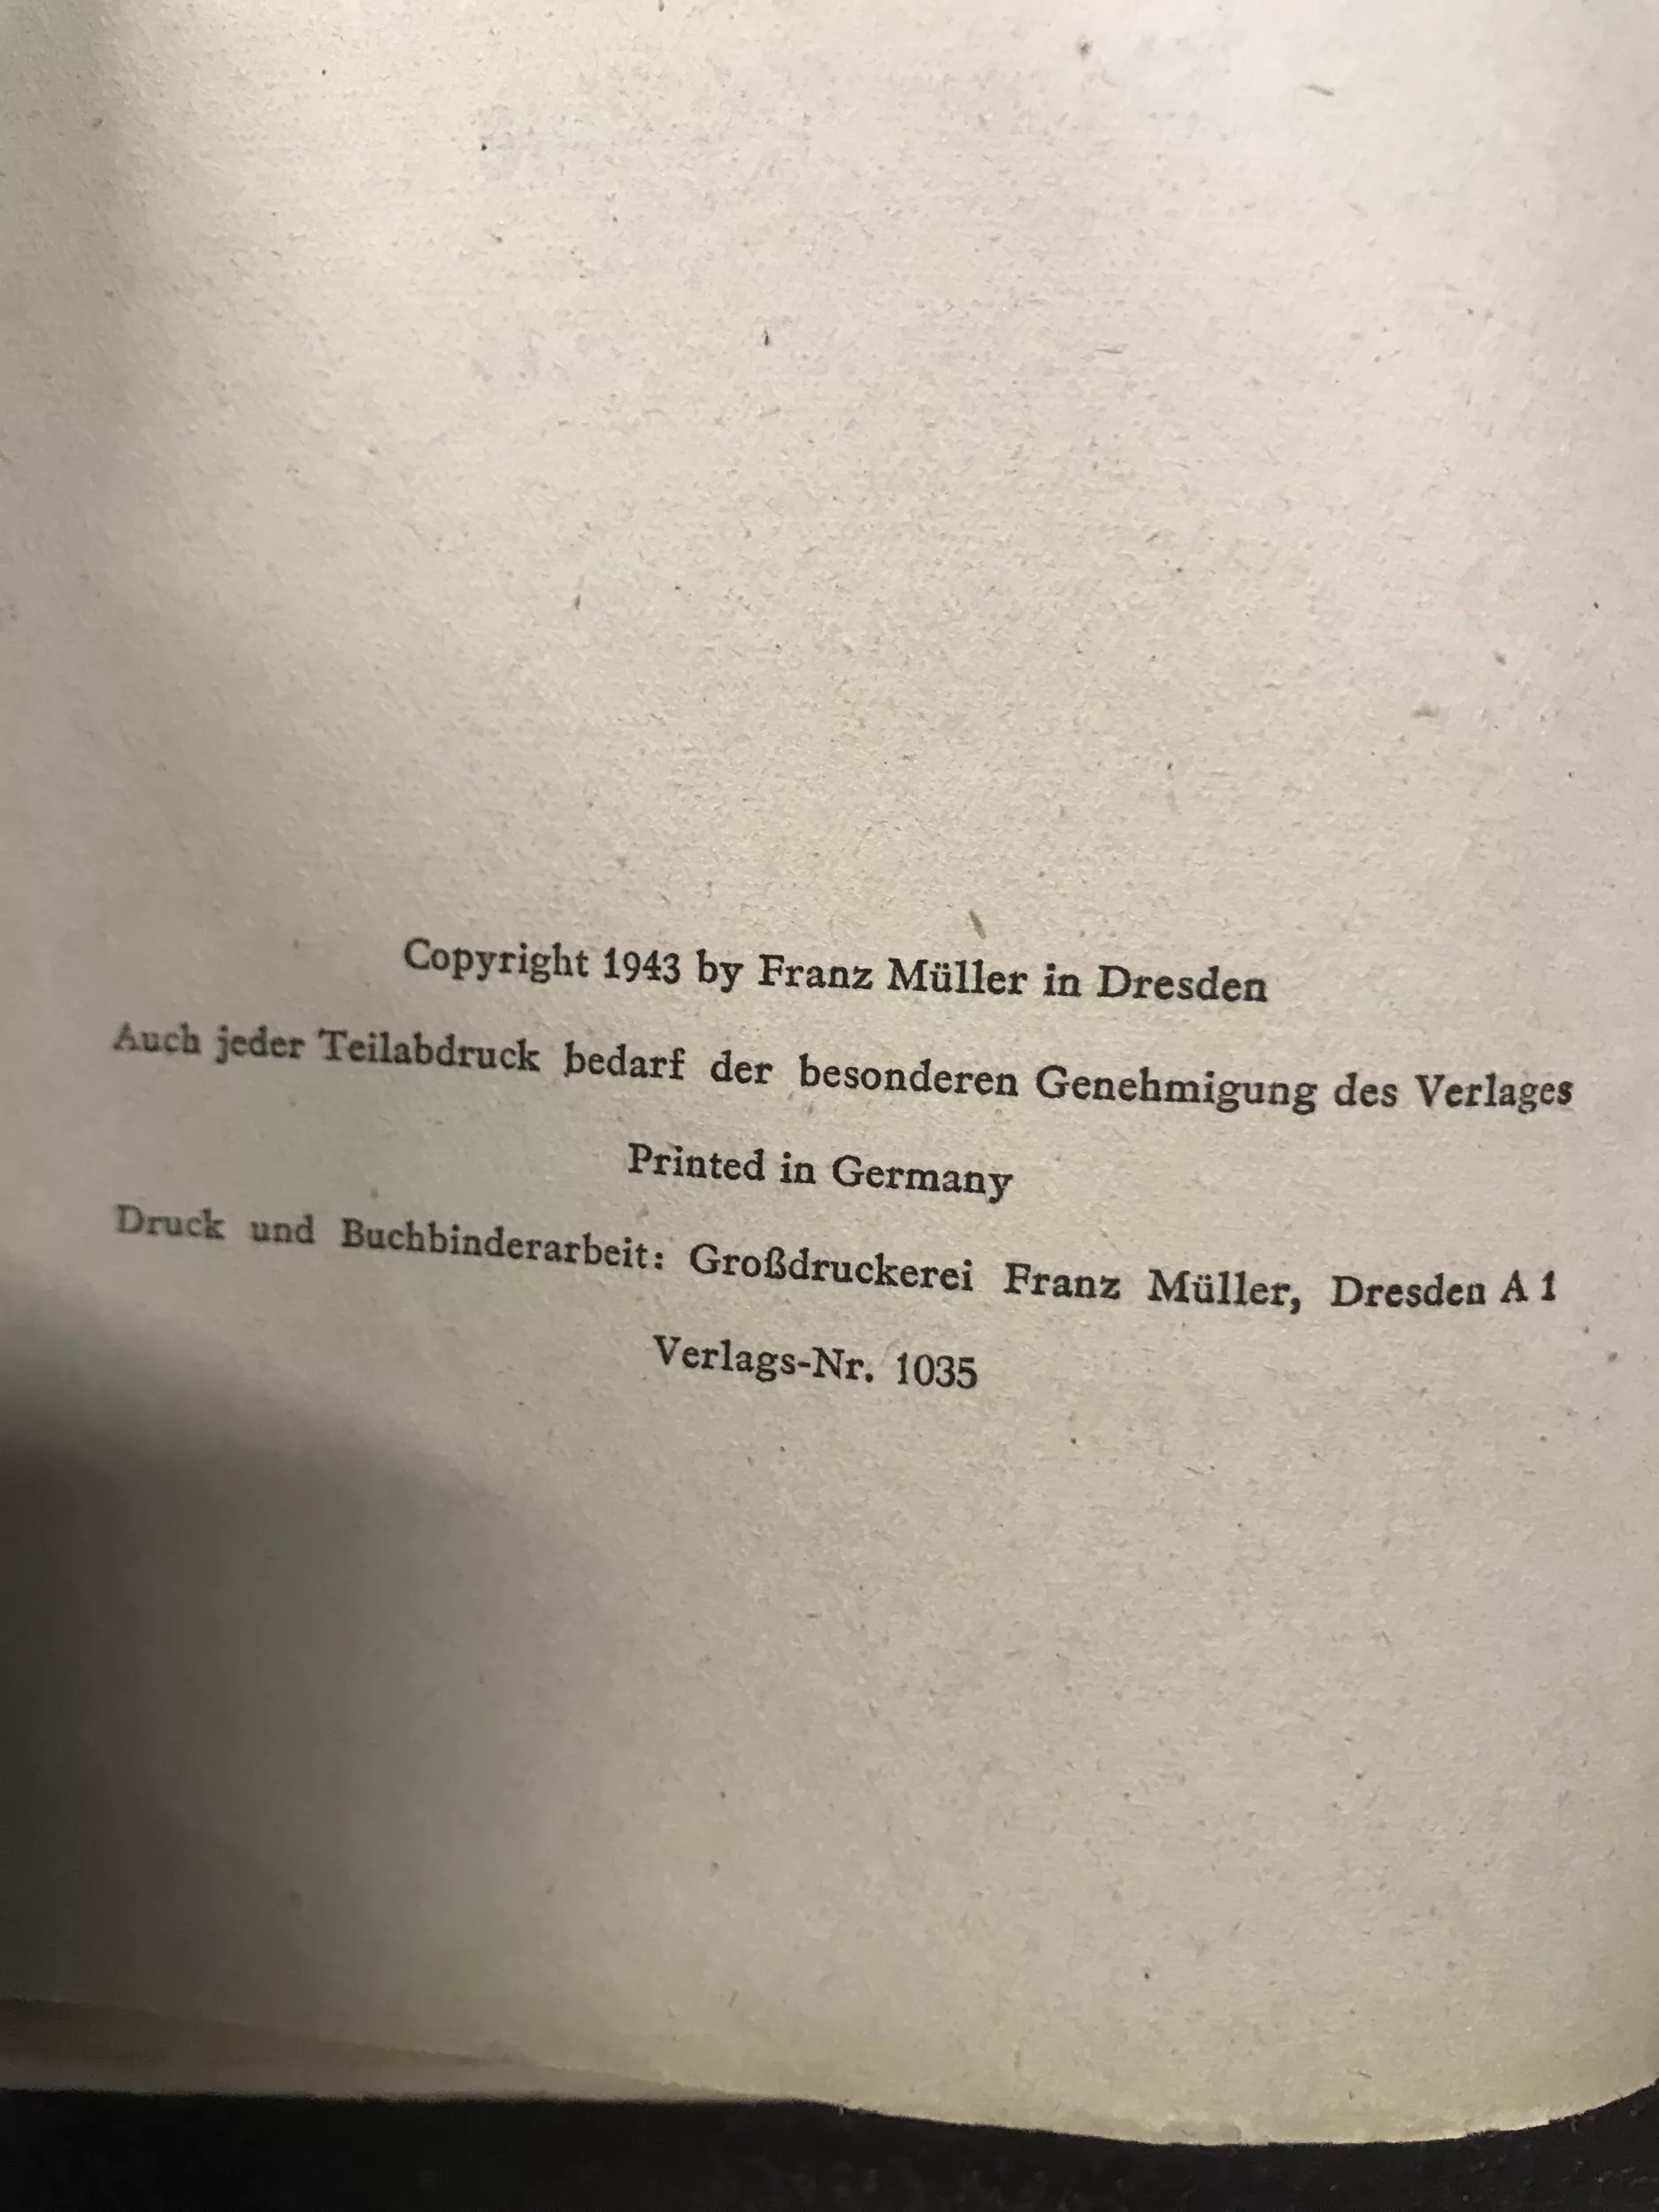 Copyright 1943 by Franz Müller in Dresden
Auch jeder Teilabdruck bedarf der besonderen Genehmigung des Verlages
Printed in Germany
Druck und Buchbinderarbeit: Großdruckerei Franz Müller, Dresden A 1
Verlags-Nr. 1035